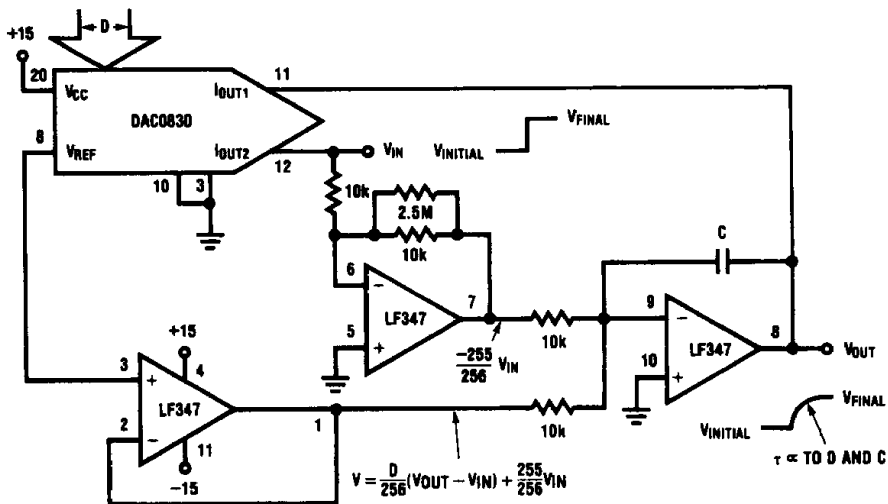 D
+15
20
VCC
IOUT1
11
DAC0830
8
VREF
IOUT2
12
VIN
VINITIAL
VFINAL
10
3
10k
2.5M
10k
C
6
−
7
LF347
5
+
−255/256 VIN
10k
9
−
8
LF347
10
+
VOUT
+15
3
+
4
LF347
2
−
11
−15
1
10k
VINITIAL
VFINAL
τ ∝ TO D AND C
V = D/256 (VOUT − VIN) + 255/256 VIN